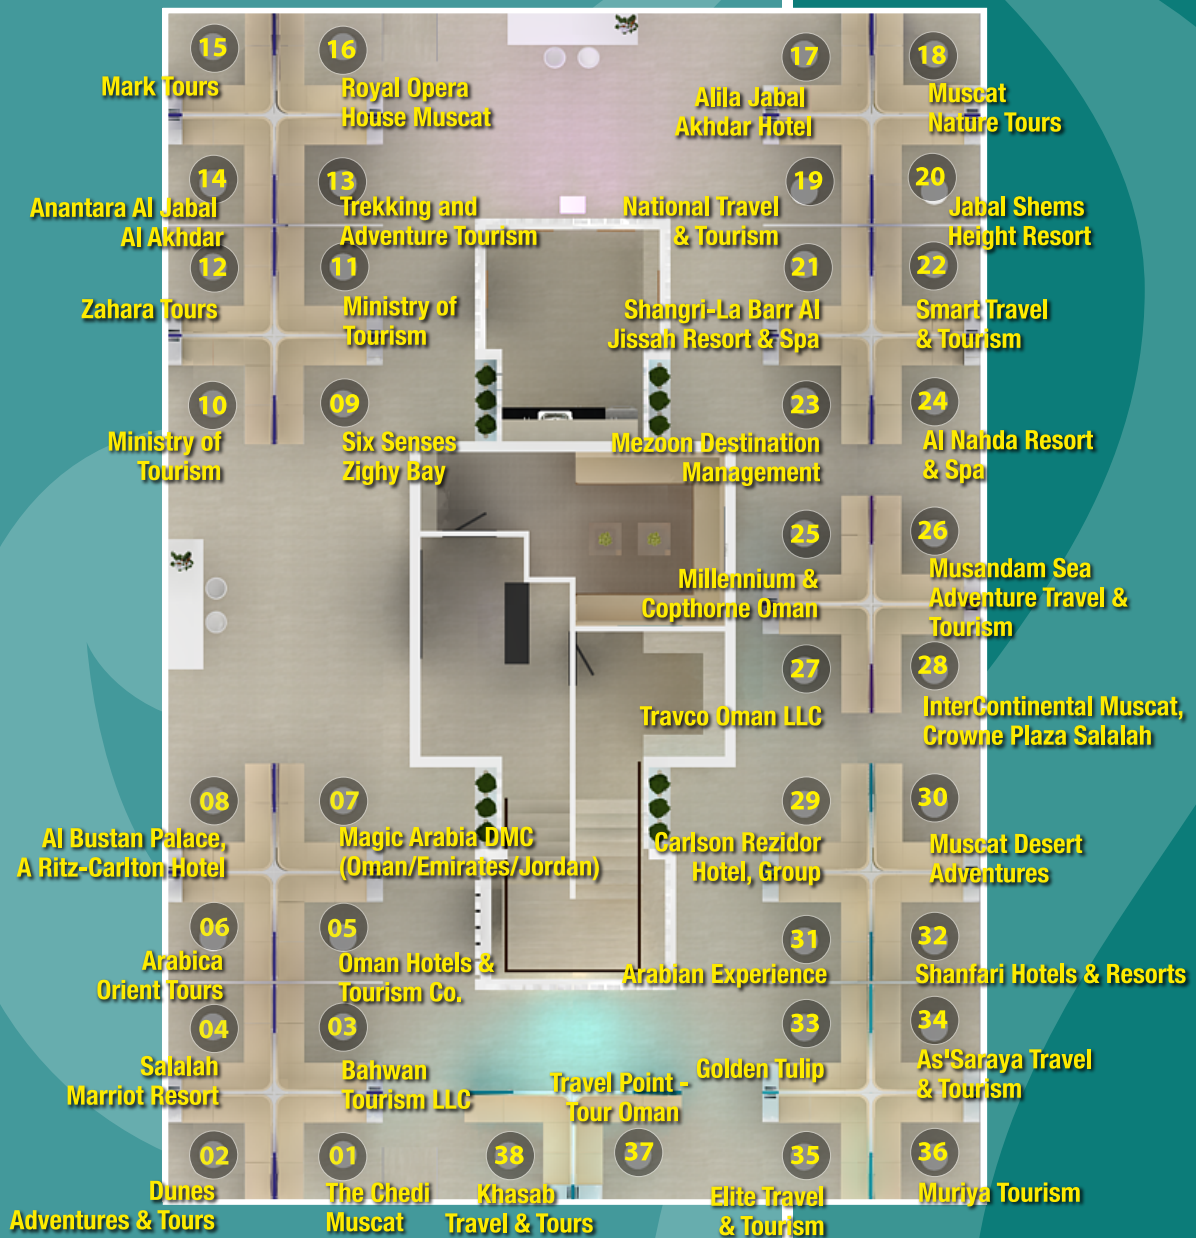 15
Mark Tours
16
Royal Opera
House Muscat
17
Alila Jabal
Akhdar Hotel
18
Muscat
Nature Tours
14
Anantara Al Jabal
Al Akhdar
13
Trekking and
Adventure Tourism
19
National Travel
& Tourism
20
Jabal Shems
Height Resort
12
Zahara Tours
11
Ministry of
Tourism
21
Shangri-La Barr Al
Jissah Resort & Spa
22
Smart Travel
& Tourism
10
Ministry of
Tourism
09
Six Senses
Zighy Bay
23
Mezoon Destination
Management
24
Al Nahda Resort
& Spa
25
Millennium &
Copthorne Oman
26
Musandam Sea
Adventure Travel &
Tourism
27
Travco Oman LLC
28
InterContinental Muscat,
Crowne Plaza Salalah
08
Al Bustan Palace,
A Ritz-Carlton Hotel
07
Magic Arabia DMC
(Oman/Emirates/Jordan)
29
Carlson Rezidor
Hotel, Group
30
Muscat Desert
Adventures
06
Arabica
Orient Tours
05
Oman Hotels &
Tourism Co.
31
Arabian Experience
32
Shanfari Hotels & Resorts
04
Salalah
Marriot Resort
03
Bahwan
Tourism LLC
33
Golden Tulip
34
As'Saraya Travel
& Tourism
02
Dunes
Adventures & Tours
01
The Chedi
Muscat
38
Khasab
Travel & Tours
Travel Point -
Tour Oman
37
35
Elite Travel
& Tourism
36
Muriya Tourism